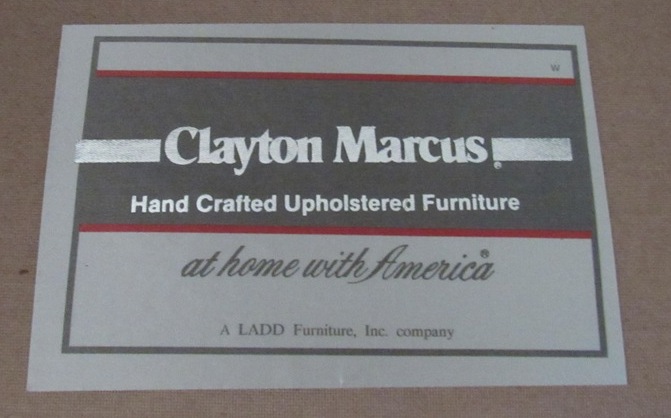 W
Clayton Marcus®
Hand Crafted Upholstered Furniture
at home with America®
A LADD Furniture, Inc. company